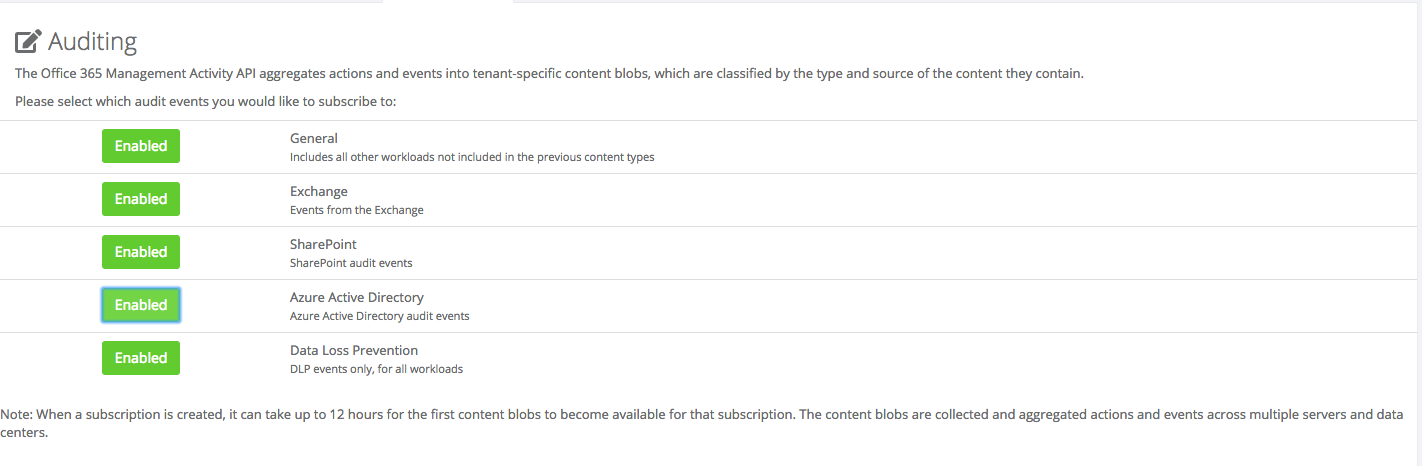 Auditing
The Office 365 Management Activity API aggregates actions and events into tenant-specific content blobs, which are classified by the type and source of the content they contain.
Please select which audit events you would like to subscribe to:
Enabled General
Includes all other workloads not included in the previous content types
Enabled Exchange
Events from the Exchange
Enabled SharePoint
SharePoint audit events
Enabled Azure Active Directory
Azure Active Directory audit events
Enabled Data Loss Prevention
DLP events only, for all workloads
Note: When a subscription is created, it can take up to 12 hours for the first content blobs to become available for that subscription. The content blobs are collected and aggregated actions and events across multiple servers and data
centers.